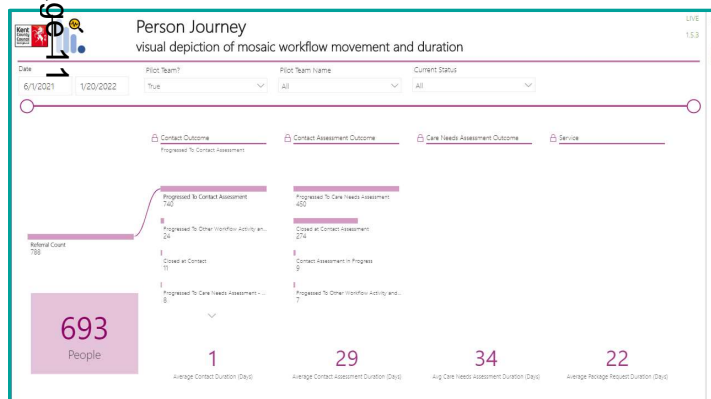 Kent
County
Council
Person Journey
visual depiction of mosaic workflow movement and duration
LIVE
1.5.3
Date
Pilot Team?
Pilot Team Name
Current Status
6/1/2021 1/20/2022
True
All
All
Contact Outcome
Contact Assessment Outcome
Care Needs Assessment Outcome
Service
Progressed To Contact Assessment
Referral Count
788
Progressed To Contact Assessment
740
Progressed To Other Workflow Activity an...
24
Closed at Contact
11
Progressed To Care Needs Assessment - ...
8
Progressed To Care Needs Assessment
450
Closed at Contact Assessment
274
Contact Assessment In Progress
9
Progressed To Other Workflow Activity and...
7
693
People
1
Average Contact Duration (Days)
29
Average Contact Assessment Duration (Days)
34
Avg Care Needs Assessment Duration (Days)
22
Average Package Request Duration (Days)